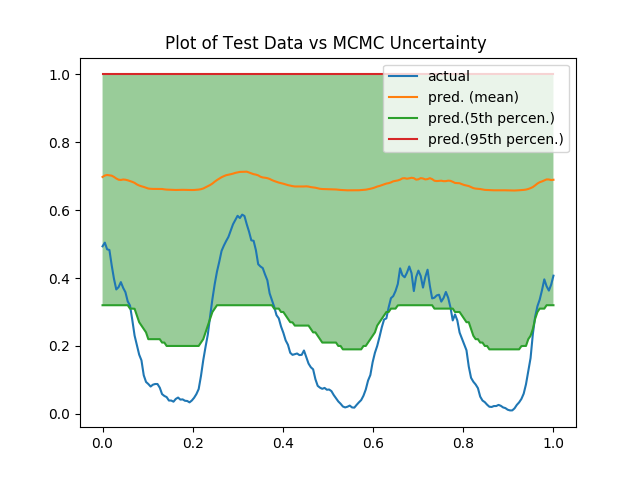 Plot of Test Data vs MCMC Uncertainty
1.0
0.8
0.6
0.4
0.2
0.0
actual
pred. (mean)
pred.(5th percen.)
pred.(95th percen.)
0.0 0.2 0.4 0.6 0.8 1.0